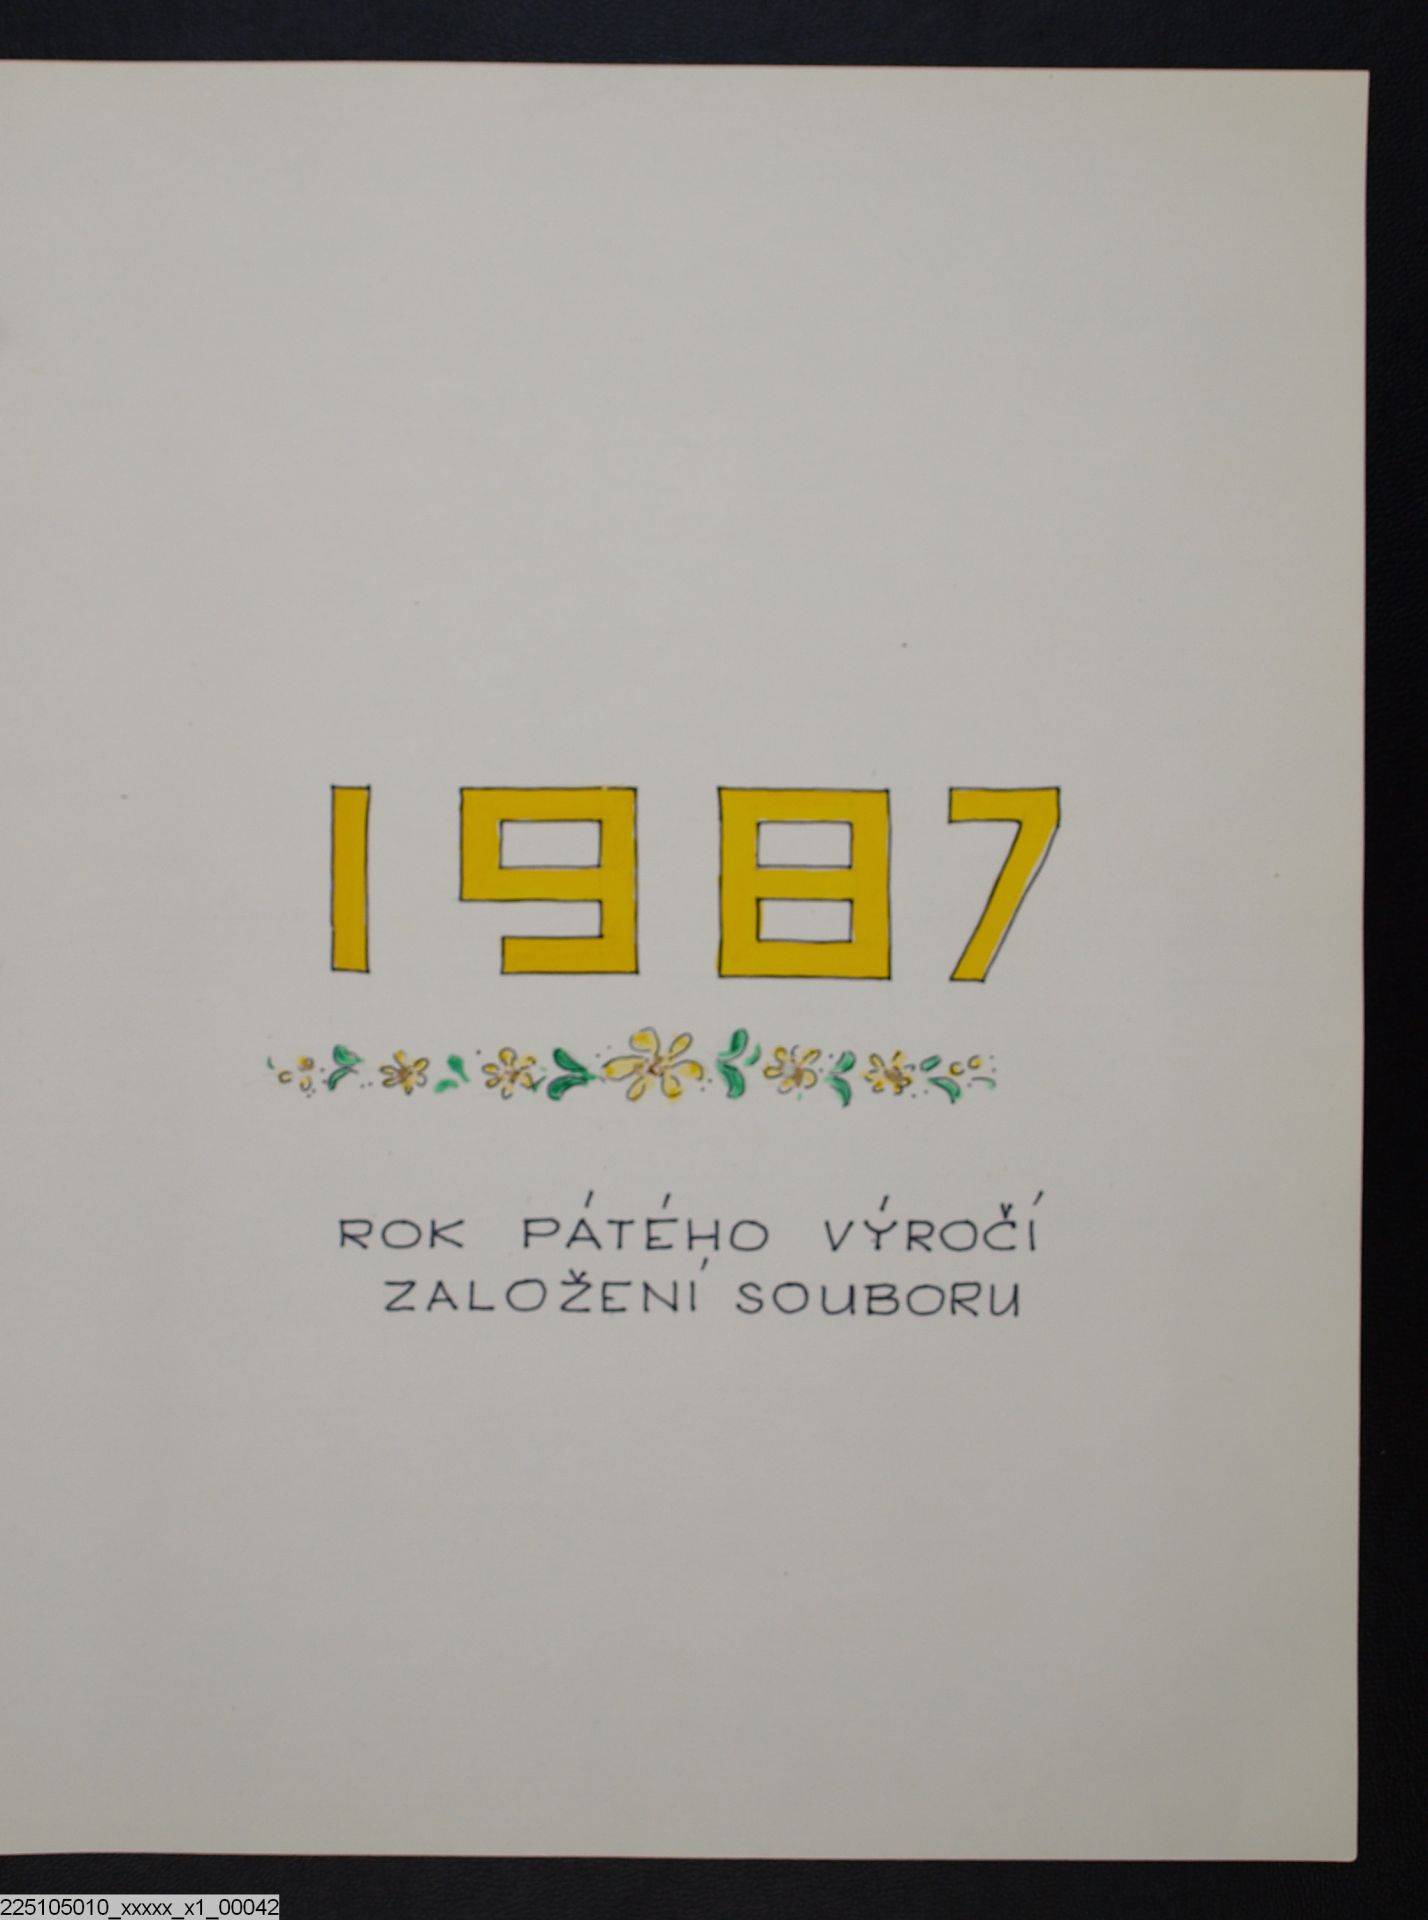 1987
ROK PÁTÉHO VÝROČÍ
ZALOŽENÍ SOUBORU
225105010_xxxxx_x1_00042